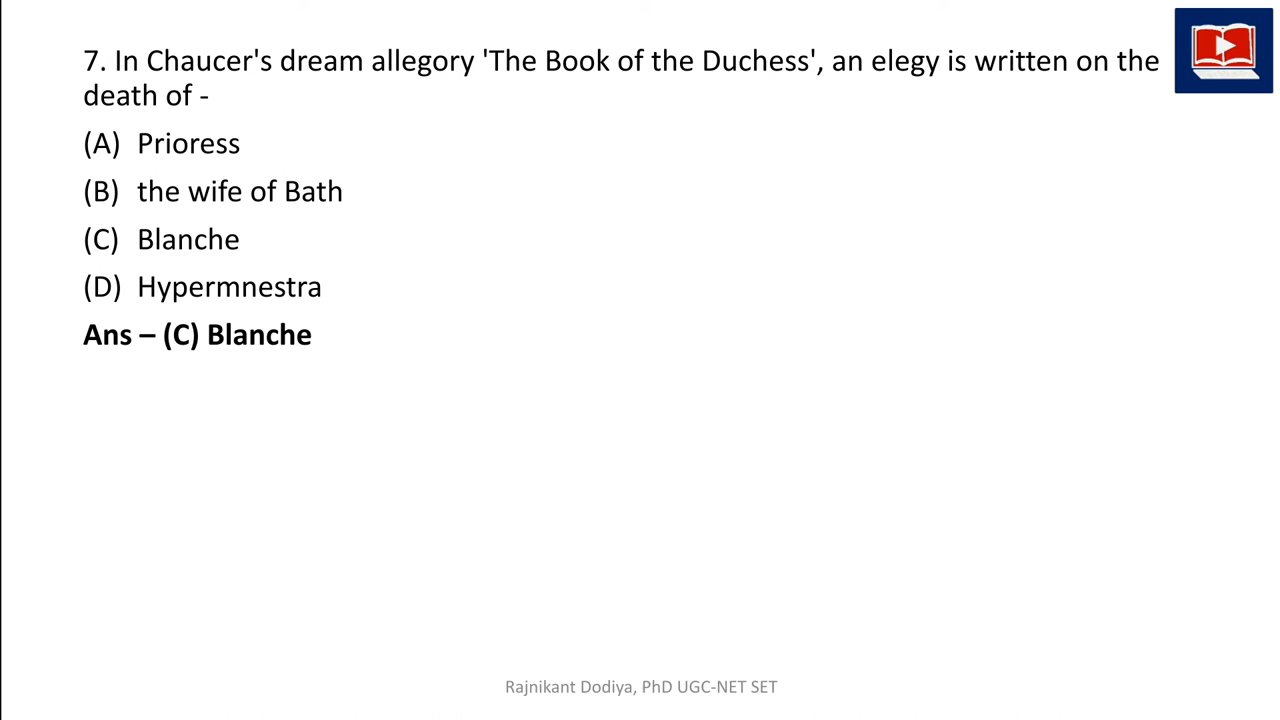 7. In Chaucer's dream allegory 'The Book of the Duchess', an elegy is written on the
death of -
(A) Prioress
(B) the wife of Bath
(C) Blanche
(D) Hypermnestra
Ans – (C) Blanche
Rajnikant Dodiya, PhD UGC-NET SET